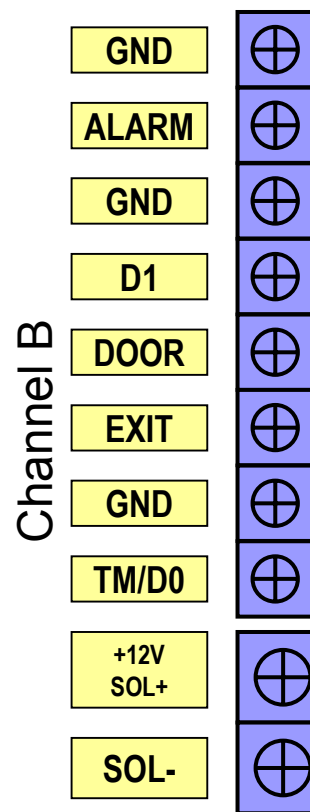 Channel B
GND
ALARM
GND
D1
DOOR
EXIT
GND
TM/D0
+12V
SOL+
SOL-